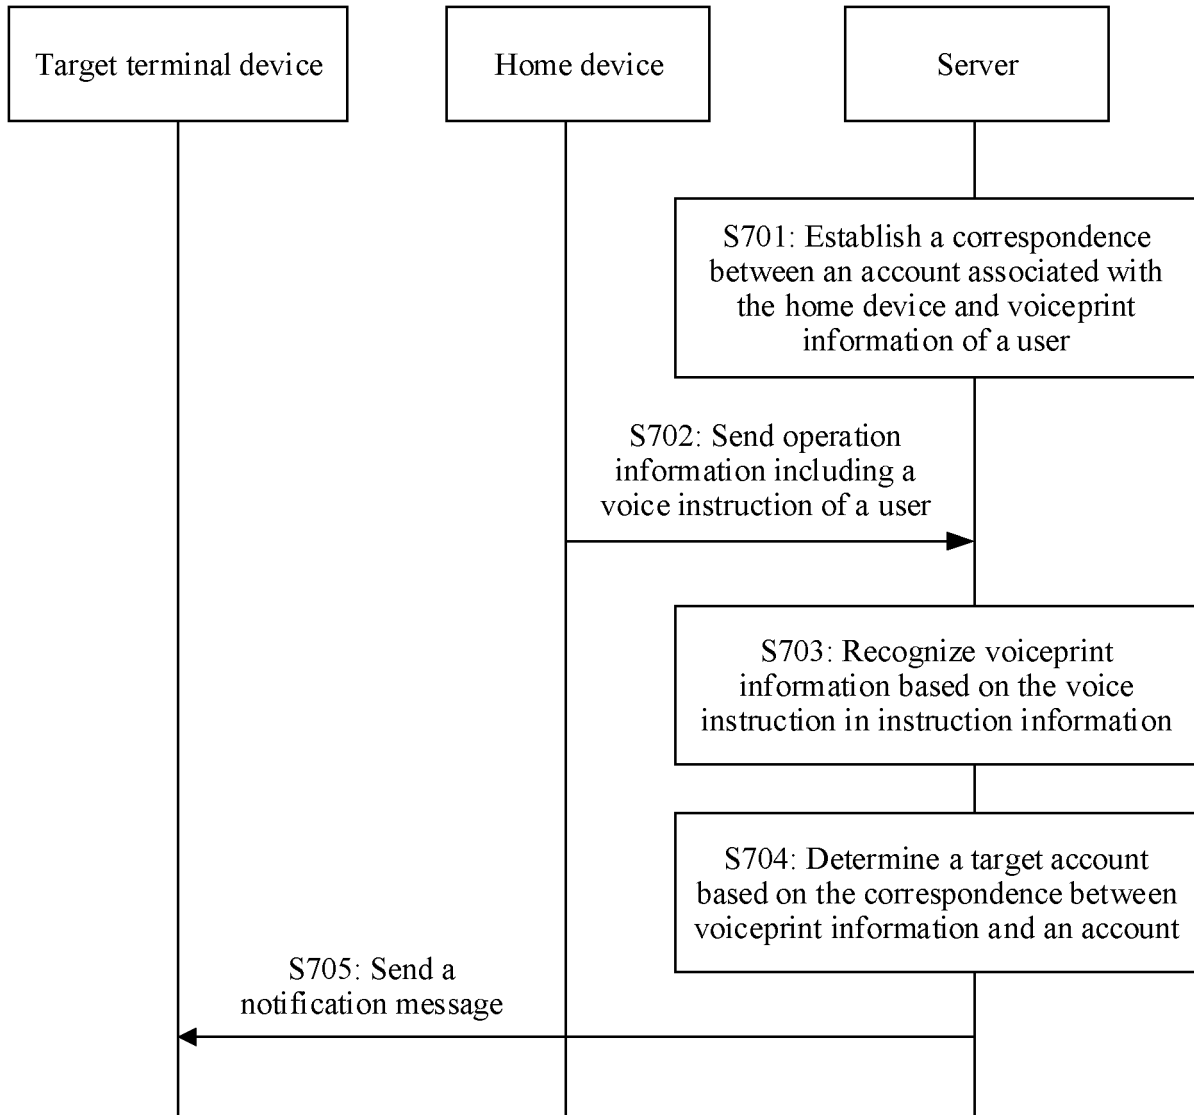 Target terminal device
Home device
Server
S701: Establish a correspondence
between an account associated with
the home device and voiceprint
information of a user
S702: Send operation
information including a
voice instruction of a user
S703: Recognize voiceprint
information based on the voice
instruction in instruction information
S704: Determine a target account
based on the correspondence between
voiceprint information and an account
S705: Send a
notification message